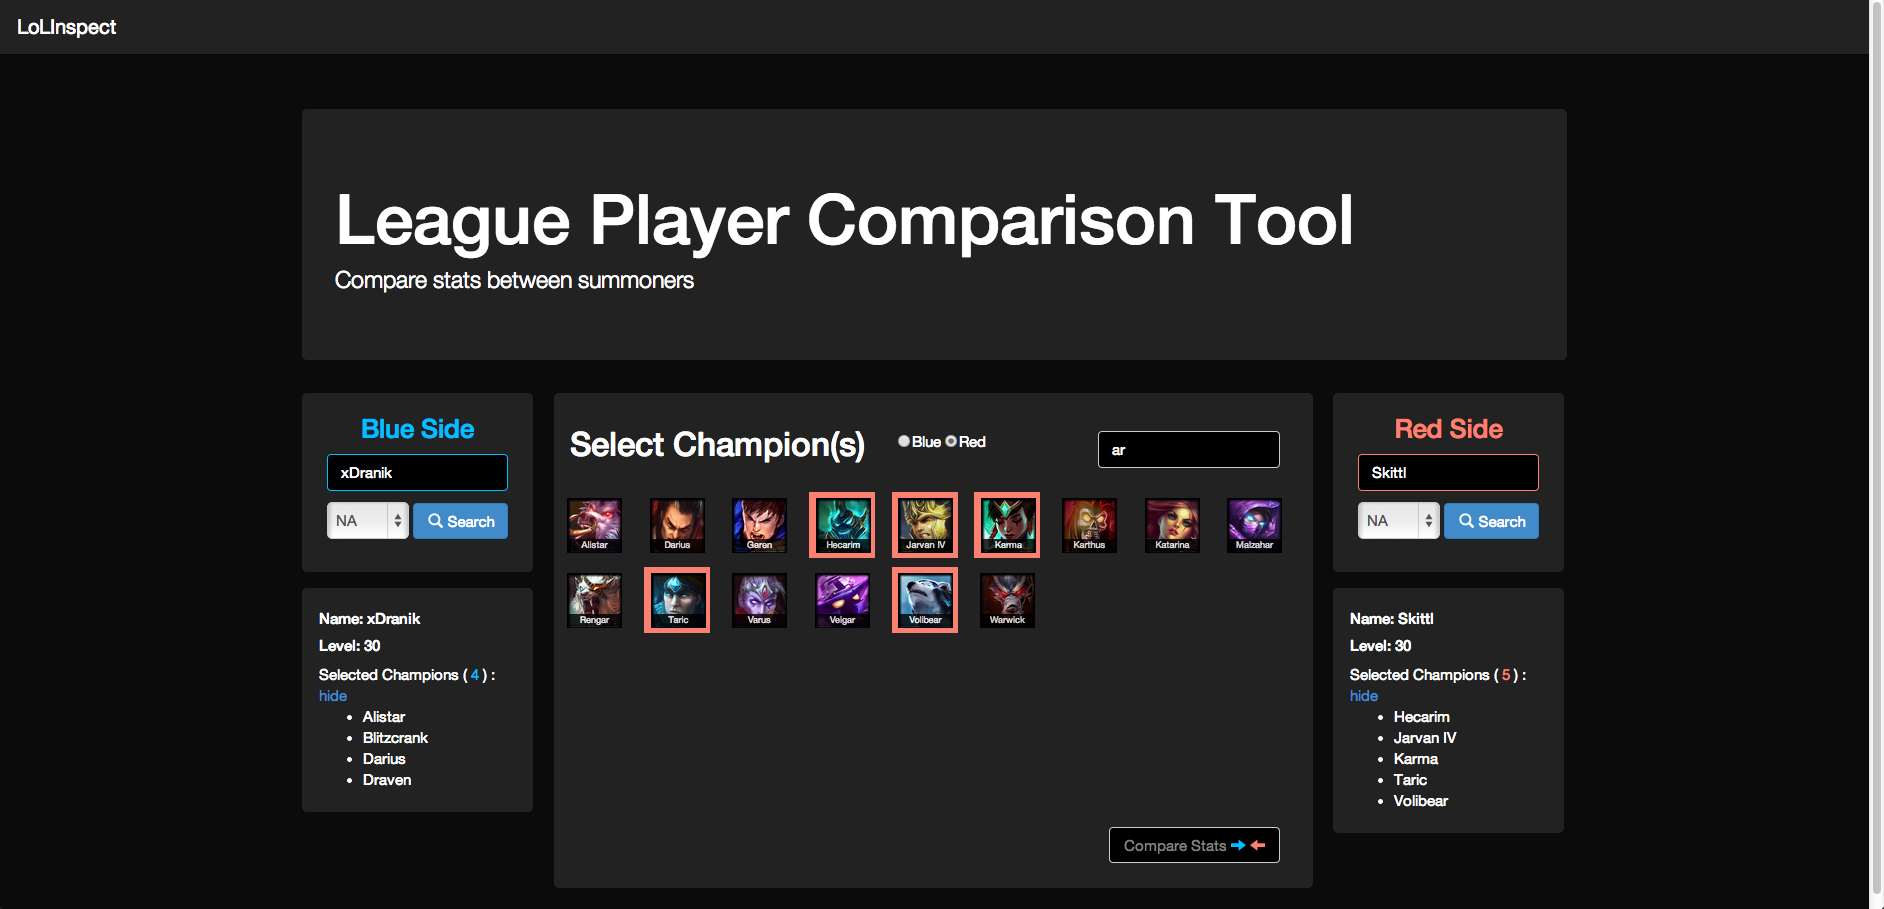 LoLInspect
League Player Comparison Tool
Compare stats between summoners
Blue Side
xDranik
NA
Search
Name: xDranik
Level: 30
Selected Champions ( 4 ) :
hide
Alistar
Blitzcrank
Darius
Draven
Select Champion(s)
Blue Red
ar
Alistar Darius Garen Hecarim Jarvan IV Karma Karthus Katarina Malzahar
Rengar Taric Varus Veigar Volibear Warwick
Compare Stats
Red Side
Skittl
NA
Search
Name: Skittl
Level: 30
Selected Champions ( 5 ) :
hide
Hecarim
Jarvan IV
Karma
Taric
Volibear